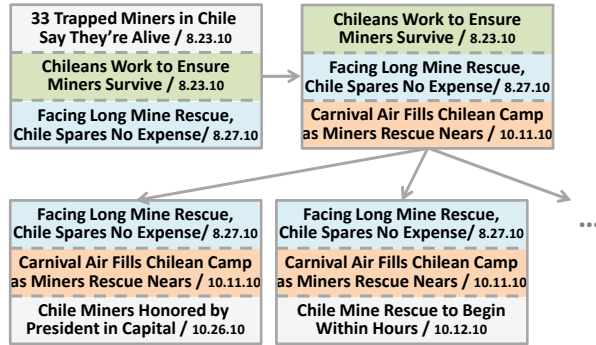 33 Trapped Miners in Chile
Say They're Alive / 8.23.10
Chileans Work to Ensure
Miners Survive / 8.23.10
Facing Long Mine Rescue,
Chile Spares No Expense/ 8.27.10
Chileans Work to Ensure
Miners Survive / 8.23.10
Facing Long Mine Rescue,
Chile Spares No Expense/ 8.27.10
Carnival Air Fills Chilean Camp
as Miners Rescue Nears / 10.11.10
Facing Long Mine Rescue,
Chile Spares No Expense/ 8.27.10
Carnival Air Fills Chilean Camp
as Miners Rescue Nears / 10.11.10
Chile Miners Honored by
President in Capital / 10.26.10
Facing Long Mine Rescue,
Chile Spares No Expense/ 8.27.10
Carnival Air Fills Chilean Camp
as Miners Rescue Nears / 10.11.10
Chile Mine Rescue to Begin
Within Hours / 10.12.10
...